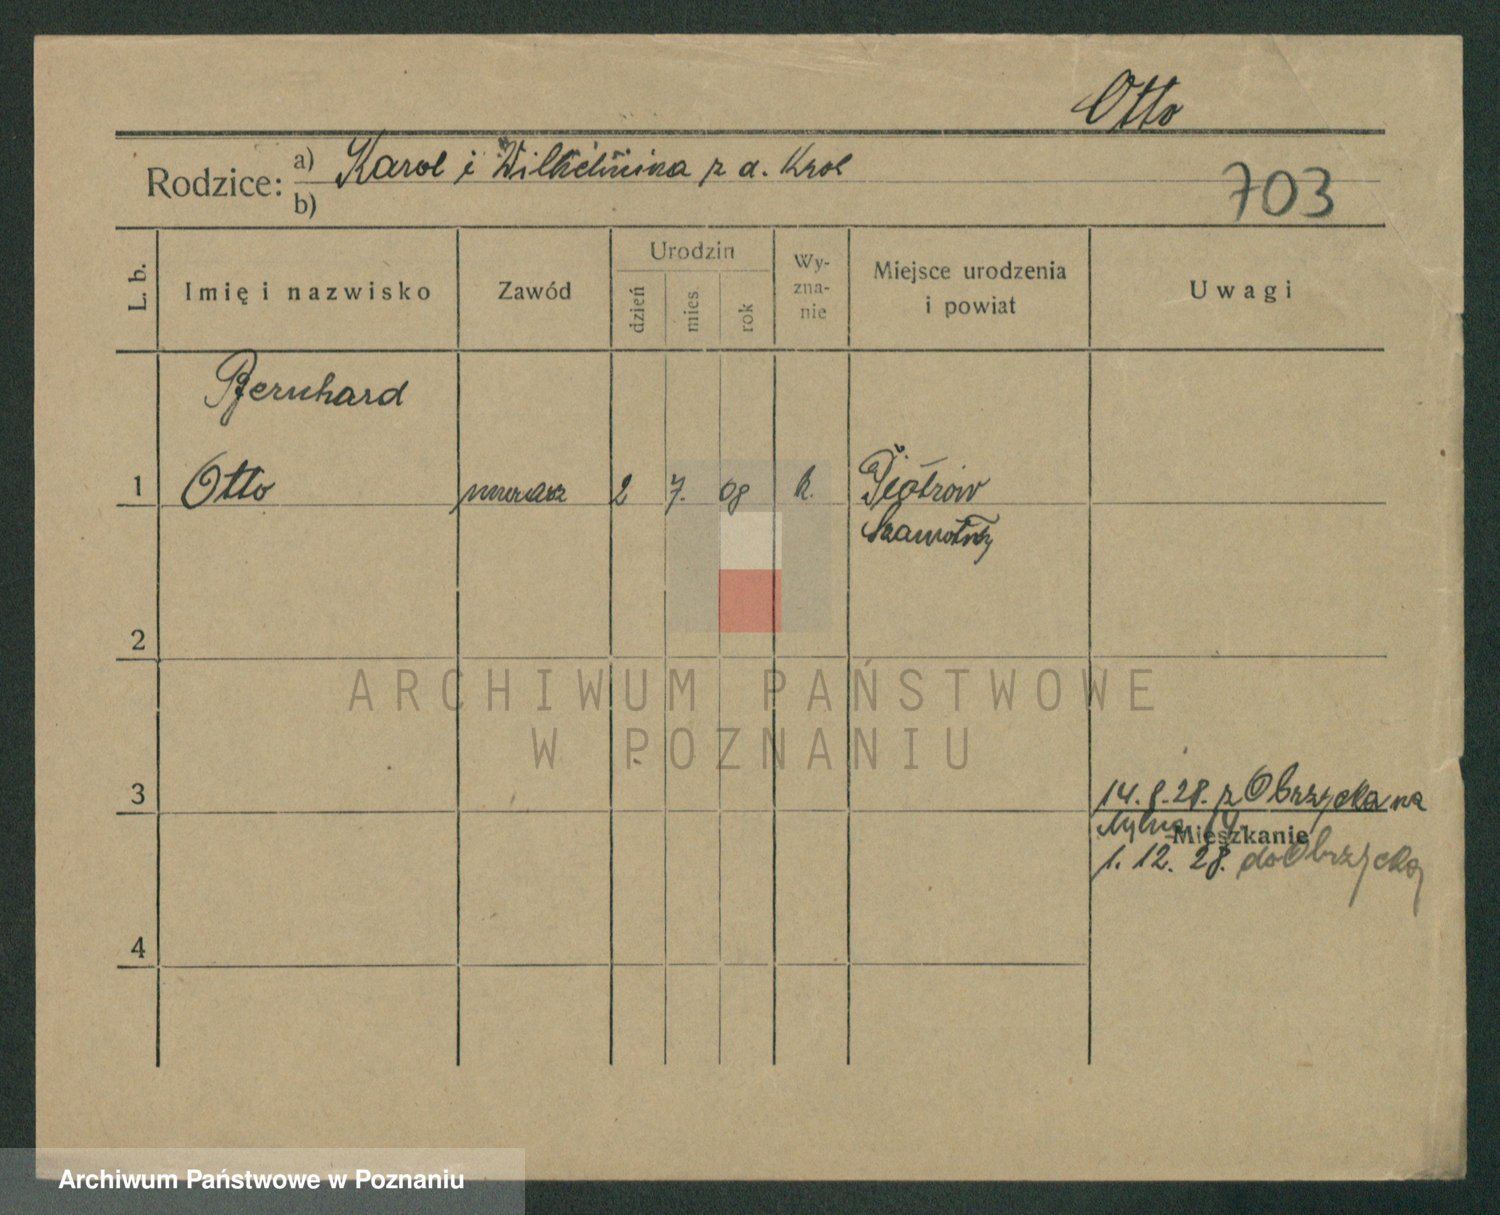 Otto
Rodzice: a) Karol i Wilhelmina z d. Krol
b)
703
L. b.
Imię i nazwisko
Zawód
Urodzin
dzień
mies.
rok
Wy-
zna-
nie
Miejsce urodzenia
i powiat
Uwagi
Bernhard
1 Otto murarz 2 7. 08 k. Piotrowo
Szamotuły
2
ARCHIWUM PAŃSTWOWE
W POZNANIU
3
14. 8. 28. z Obrzycka na
14.
Mieszkanie
1. 12. 28. do Obrzycka
4
Archiwum Państwowe w Poznaniu